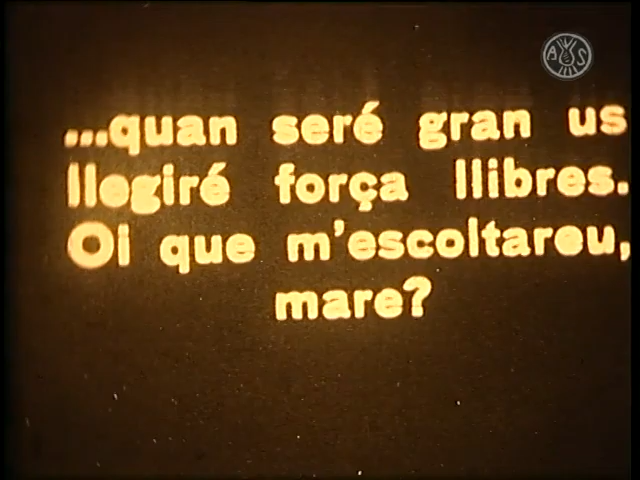 A S
...quan seré gran us
llegiré força llibres.
Oi que m'escoltareu,
mare?